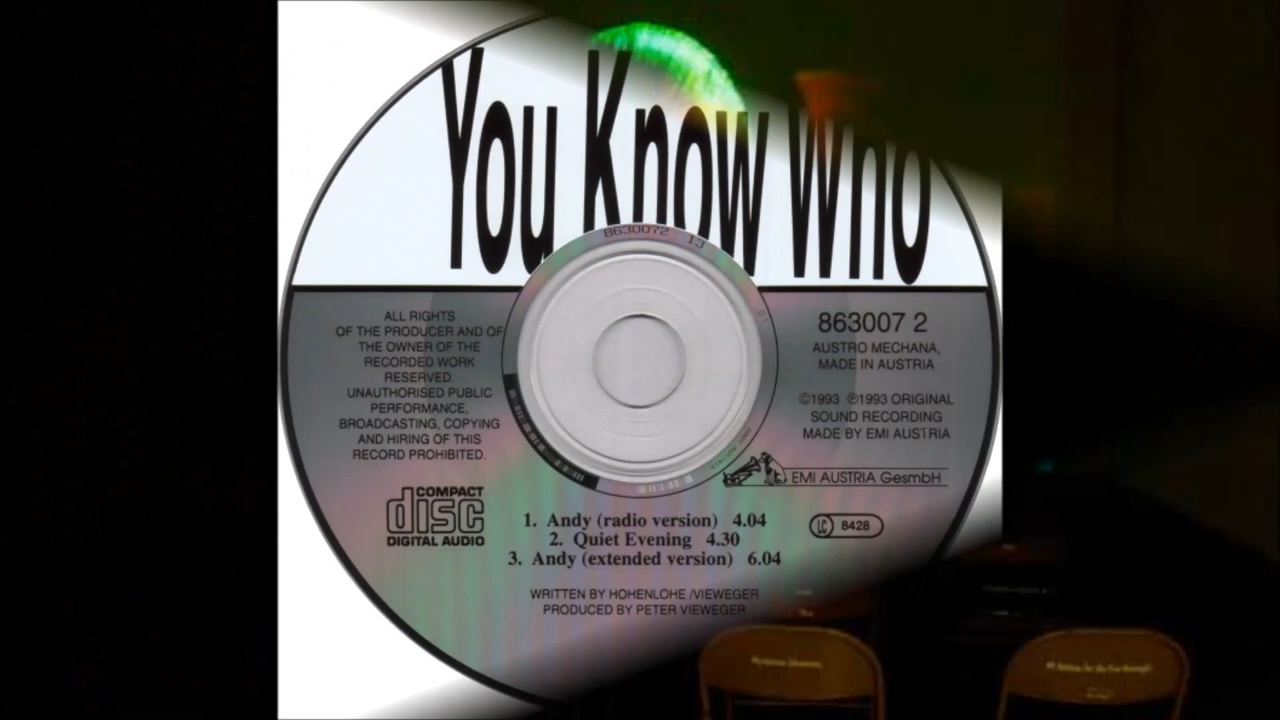 You Know Who
8630072 13
ALL RIGHTS
OF THE PRODUCER AND OF
THE OWNER OF THE
RECORDED WORK
RESERVED.
UNAUTHORISED PUBLIC
PERFORMANCE,
BROADCASTING, COPYING
AND HIRING OF THIS
RECORD PROHIBITED.
COMPACT
disc
DIGITAL AUDIO
863007 2
AUSTRO MECHANA,
MADE IN AUSTRIA
©1993 ℗1993 ORIGINAL
SOUND RECORDING
MADE BY EMI AUSTRIA
EMI AUSTRIA GesmbH
LC 8428
1. Andy (radio version) 4.04
2. Quiet Evening 4.30
3. Andy (extended version) 6.04
WRITTEN BY HOHENLOHE /VIEWEGER
PRODUCED BY PETER VIEWEGER